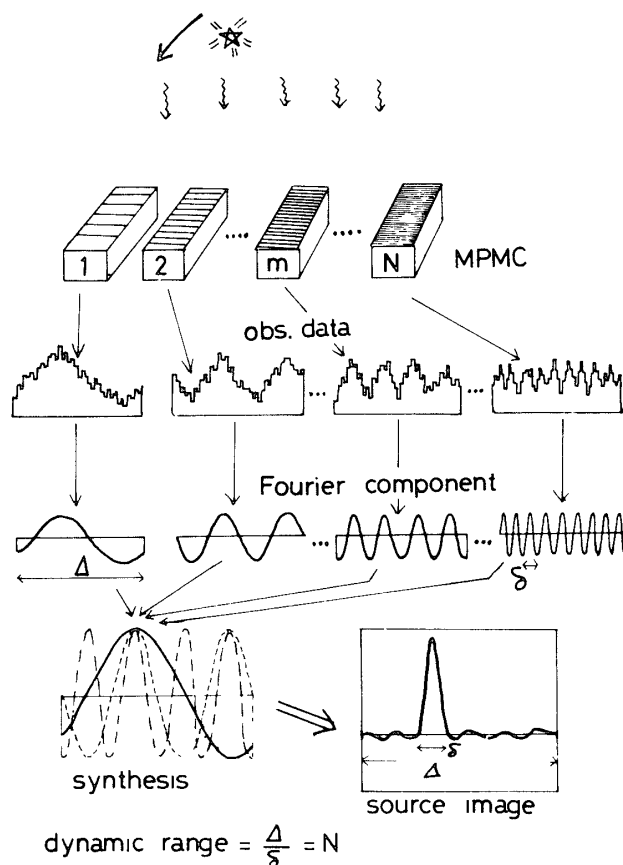 1 2 .... m .... N MPMC
obs. data
... ...
Fourier component
... ...
Δ
δ
δ
Δ
synthesis
source image
dynamic range = Δ/δ = N